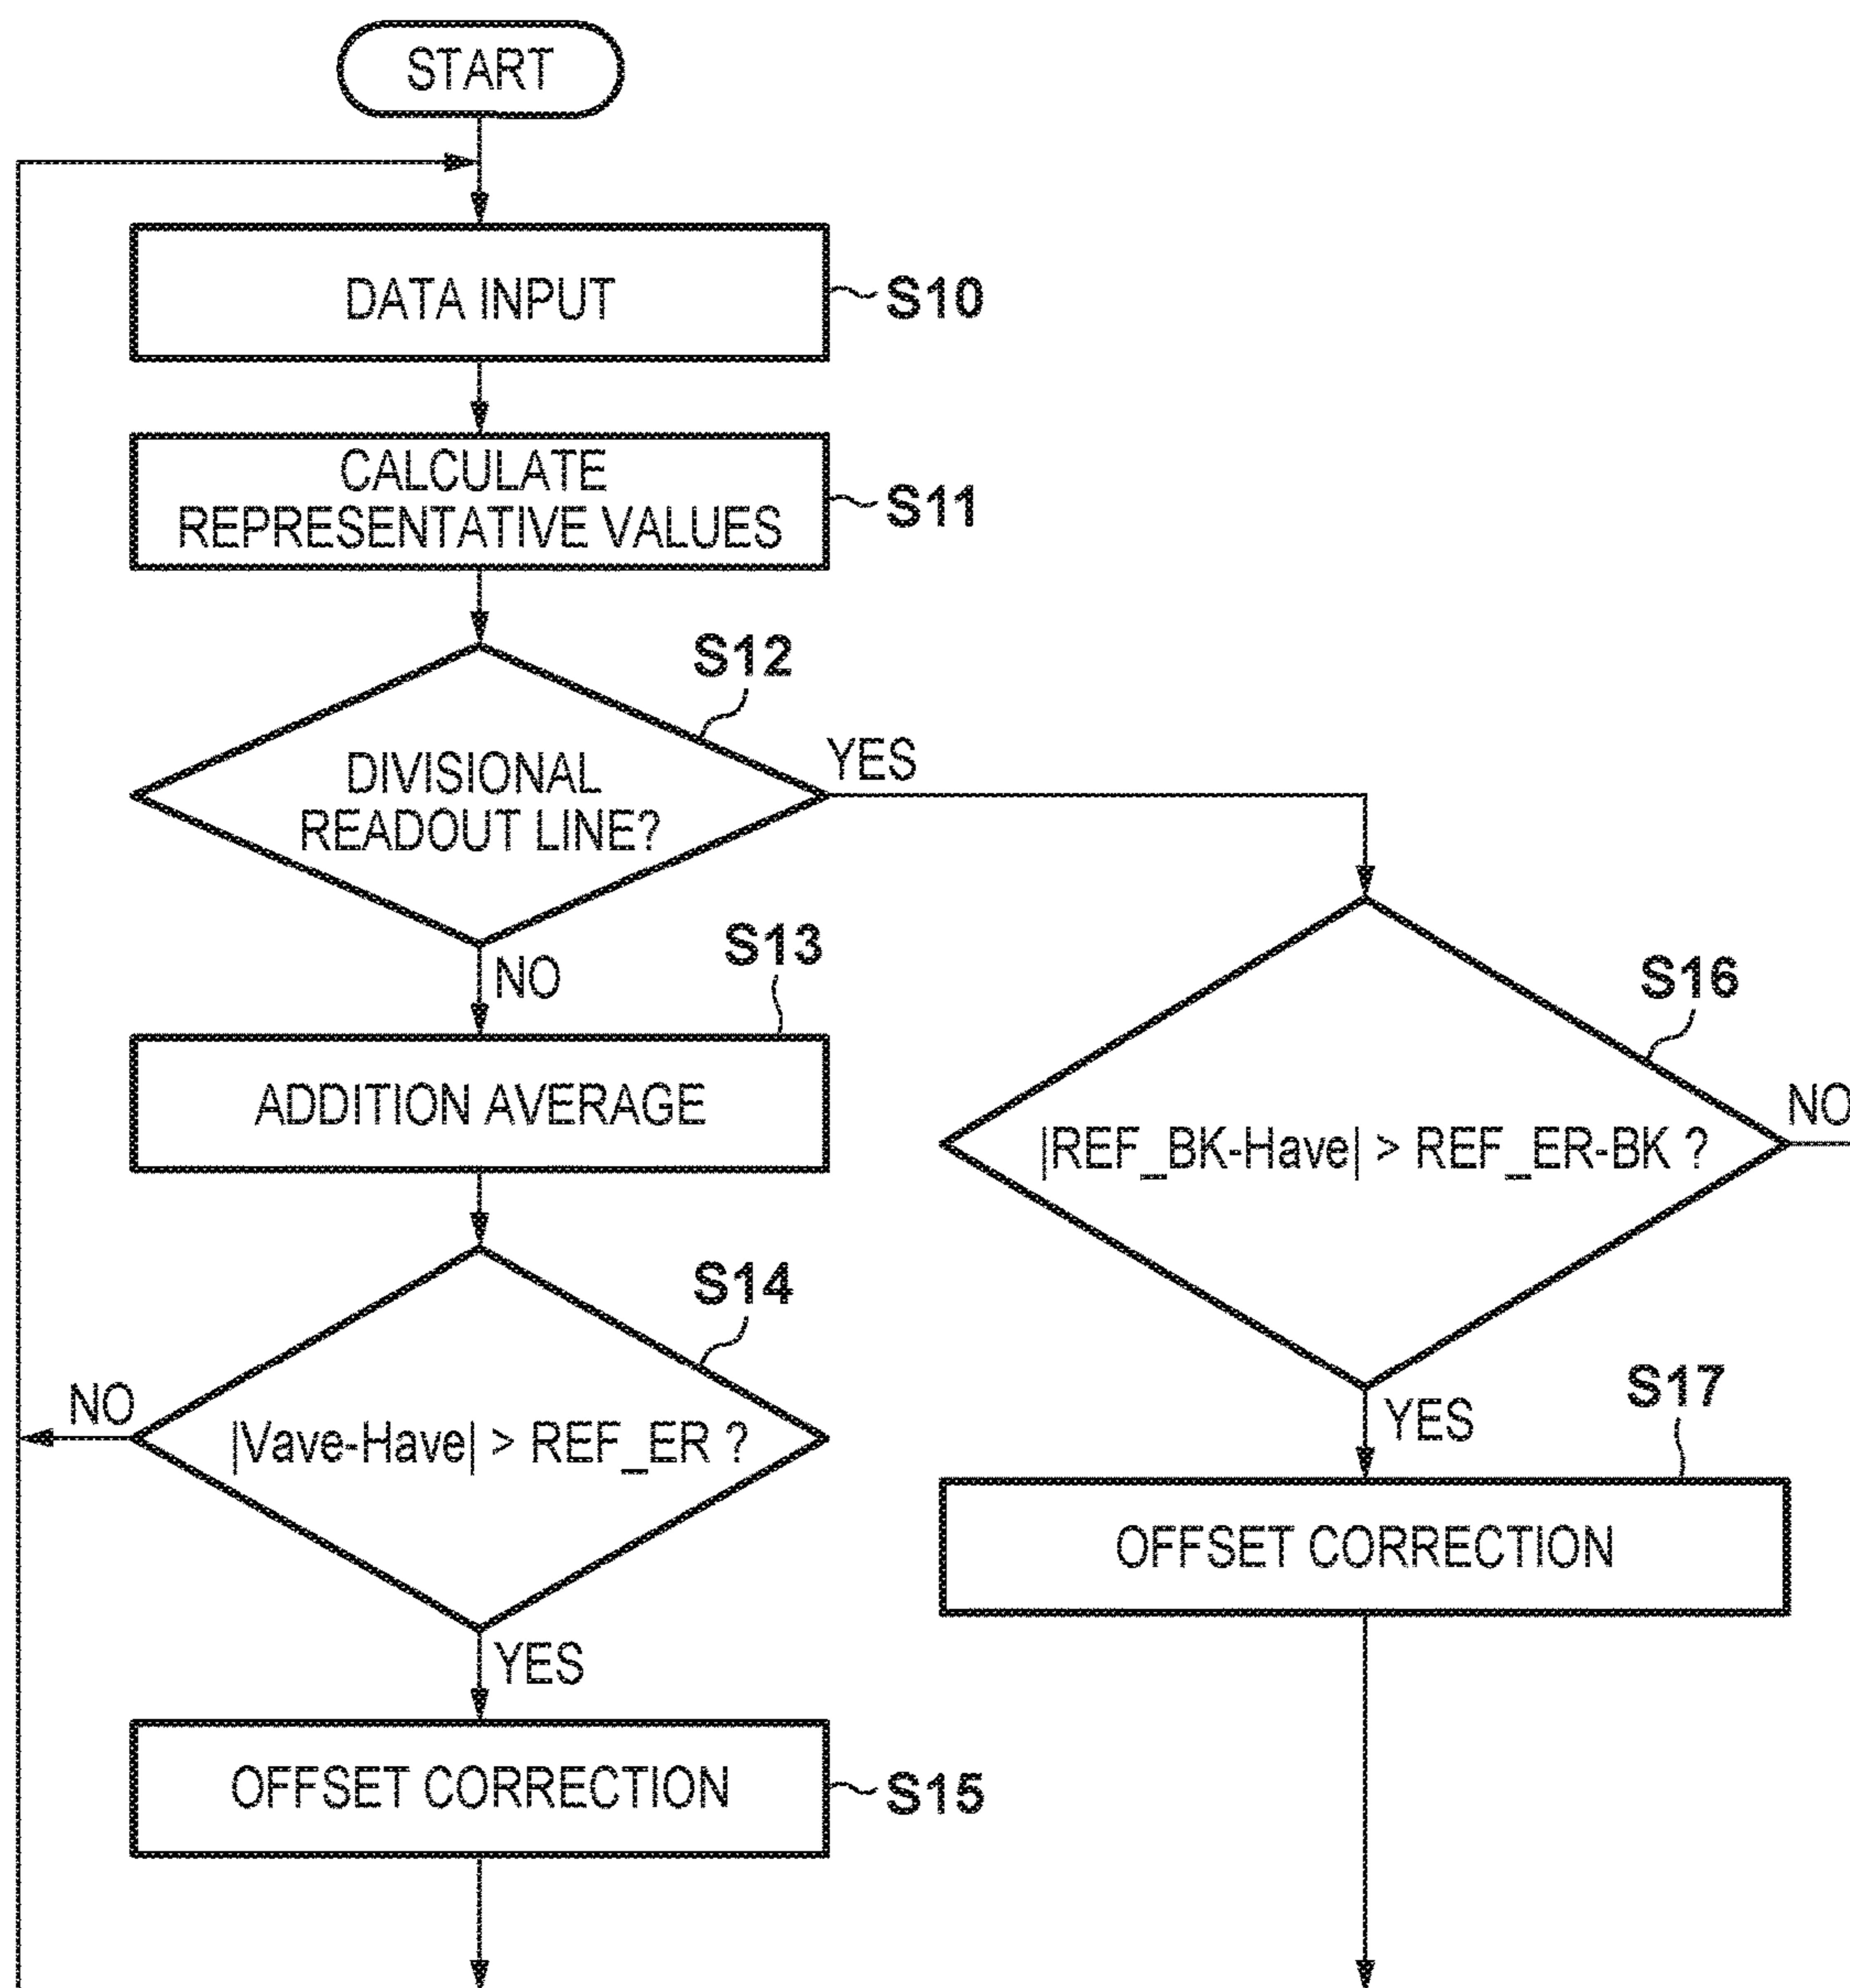 START
DATA INPUT
S10
CALCULATE
REPRESENTATIVE VALUES
S11
S12
DIVISIONAL
READOUT LINE?
YES
NO
S13
ADDITION AVERAGE
S14
|Vave-Have| > REF_ER ?
NO
YES
OFFSET CORRECTION
S15
S16
|REF_BK-Have| > REF_ER-BK ?
NO
YES
S17
OFFSET CORRECTION